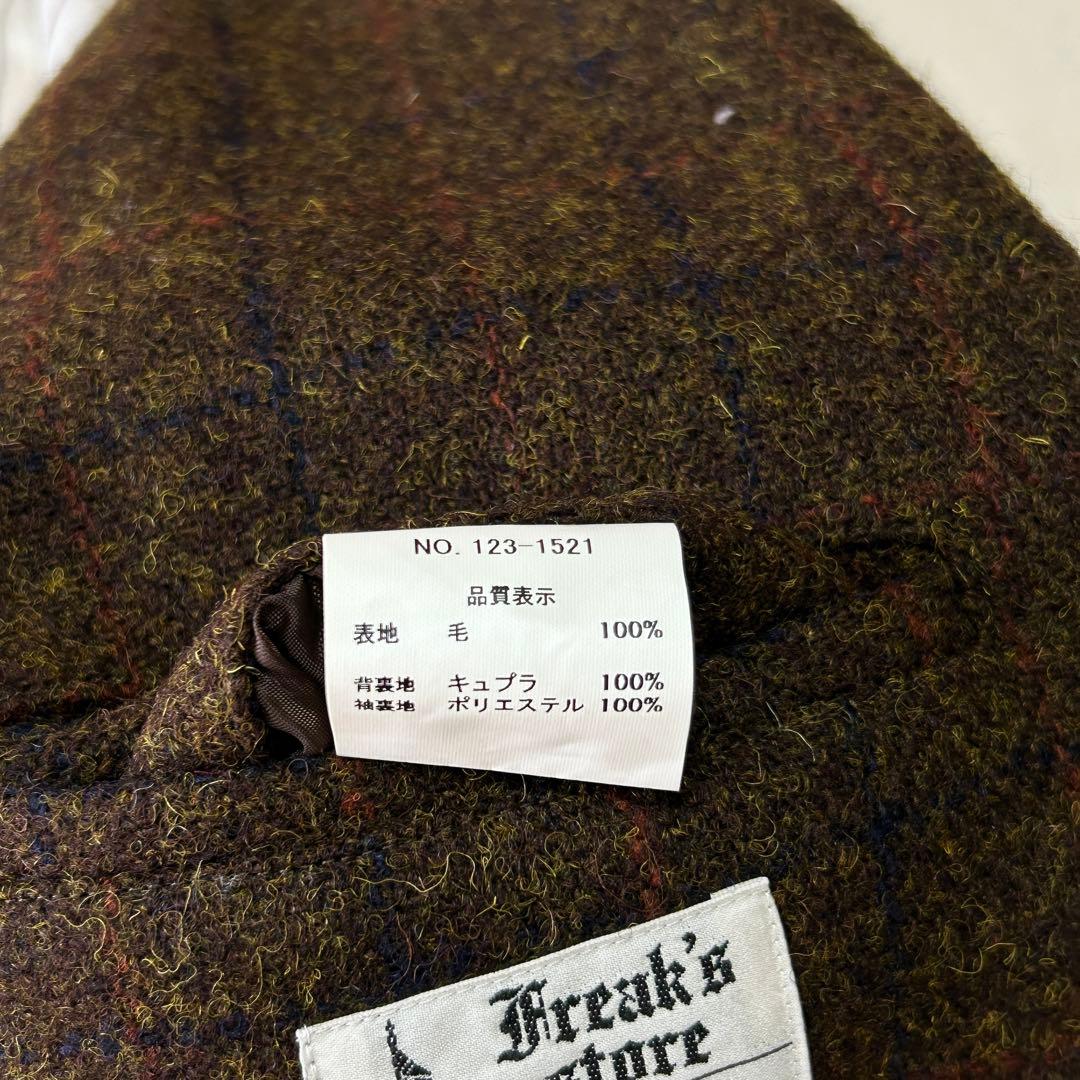 NO. 123-1521
品質表示
表地 毛 100%
背裏地 キュプラ 100%
袖裏地 ポリエステル 100%
Freak's
Store